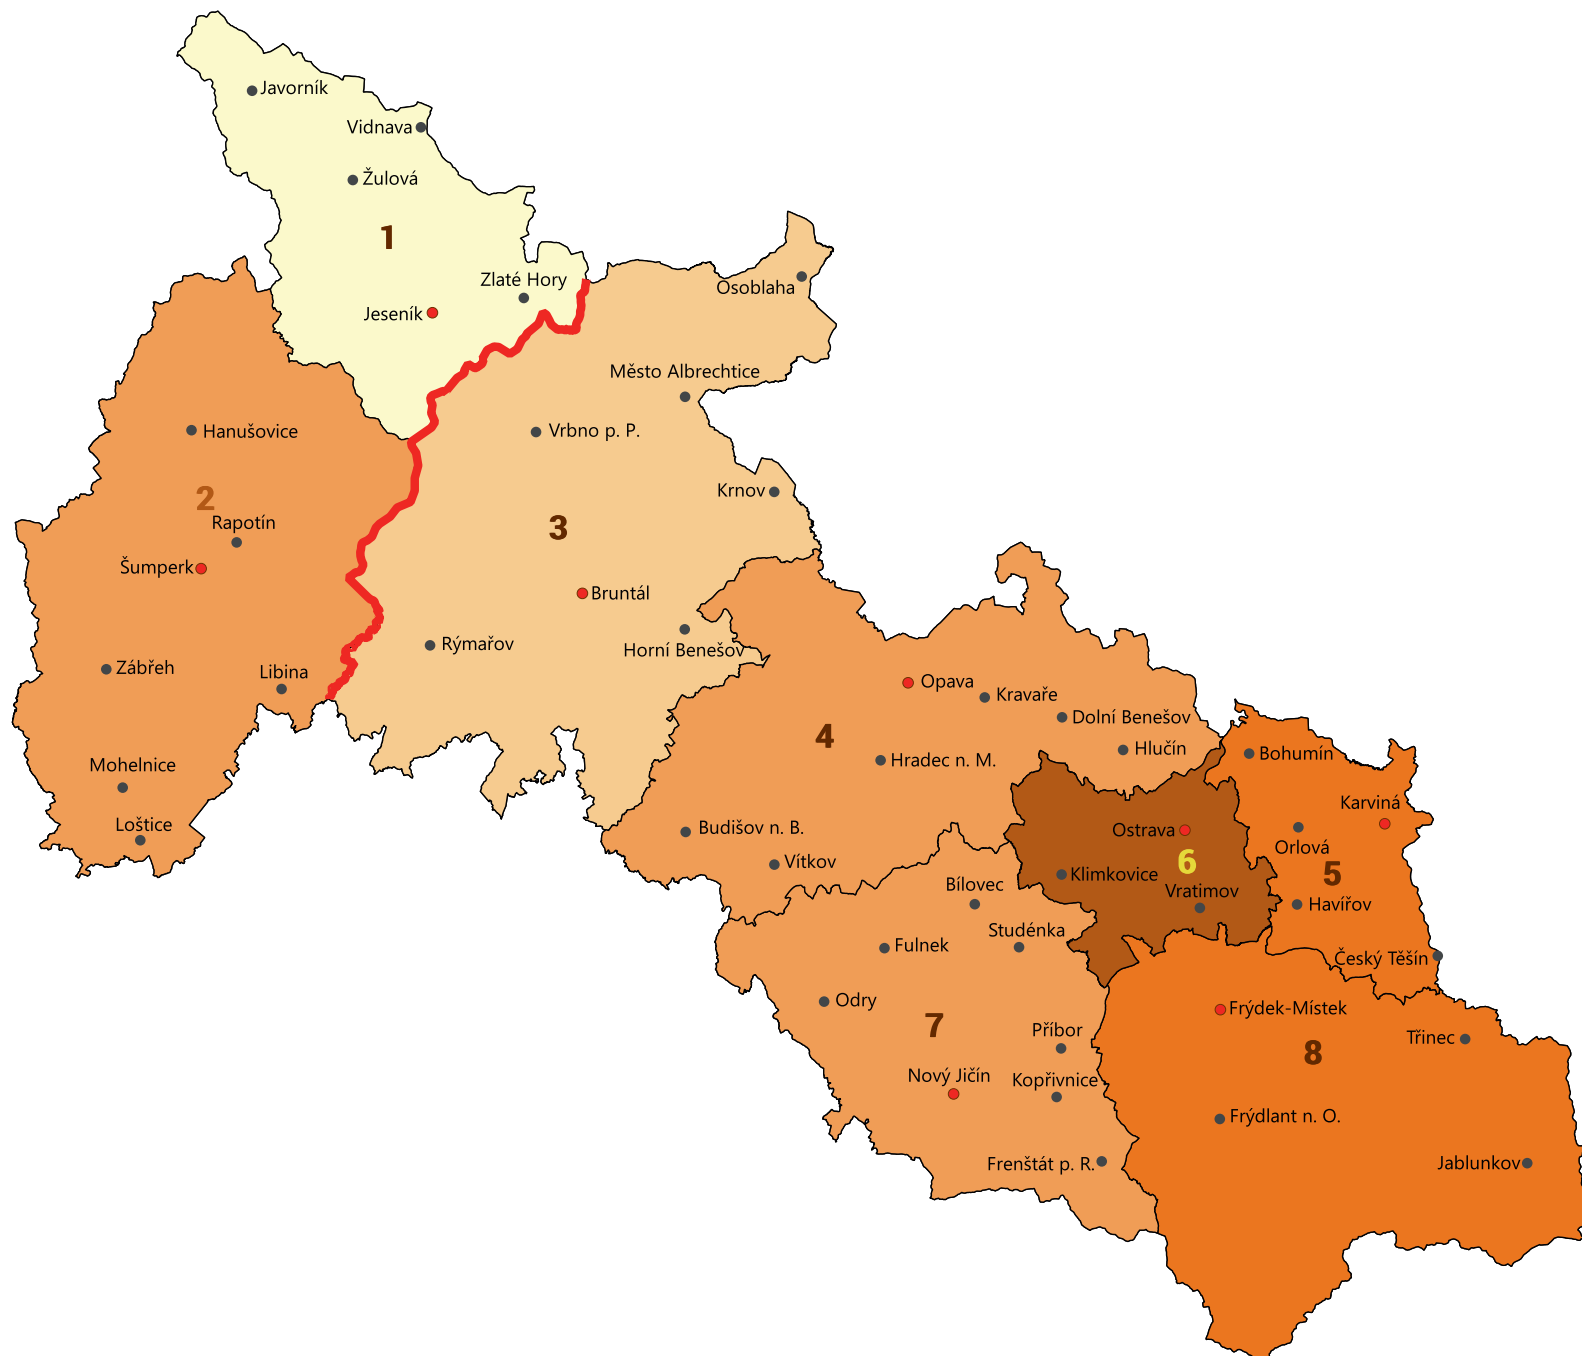 Javorník
Vidnava
Žulová
1
Zlaté Hory
Jeseník
Osoblaha
Město Albrechtice
Hanušovice
Vrbno p. P.
2
Krnov
Rapotín
3
Šumperk
Bruntál
Rýmařov
Horní Benešov
Zábřeh
Libina
Opava
Kravaře
Dolní Benešov
4
Hlučín
Bohumín
Hradec n. M.
Mohelnice
Karviná
Loštice
Budišov n. B.
Ostrava
Orlová
Vítkov
6
5
Klimkovice
Bílovec
Vratimov
Havířov
Studénka
Fulnek
Český Těšín
Odry
Frýdek-Místek
7
Příbor
Třinec
8
Nový Jičín
Kopřivnice
Frýdlant n. O.
Frenštát p. R.
Jablunkov